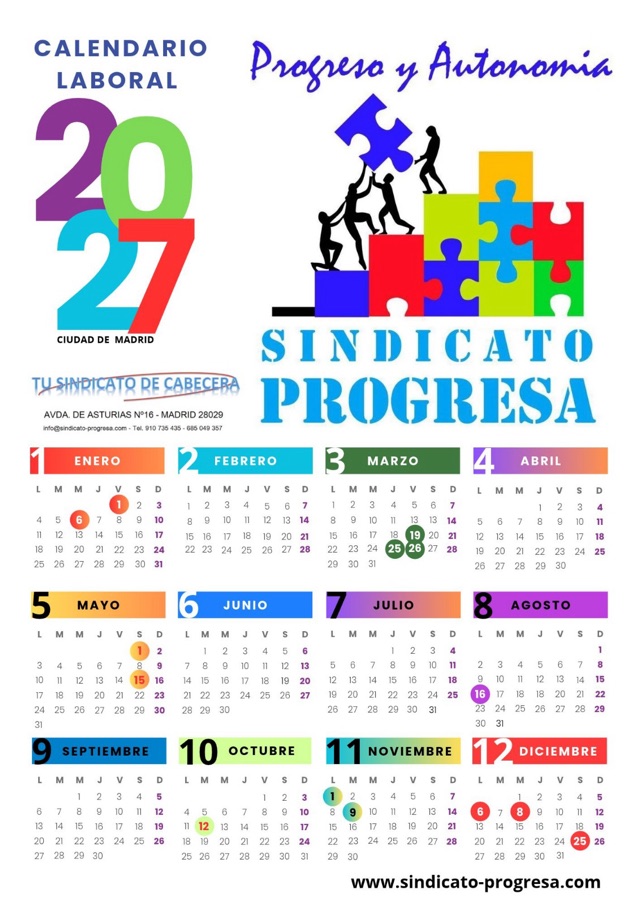 CALENDARIO
LABORAL
2027
CIUDAD DE MADRID
TU SINDICATO DE CABECERA
AVDA. DE ASTURIAS Nº16 - MADRID 28029
info@sindicato-progresa.com - Tel. 910 735 435 - 685 049 357
Progreso y Autonomia
SINDICATO
PROGRESA
1 ENERO
L M M J V S D
1 2 3
4 5 6 7 8 9 10
11 12 13 14 15 16 17
18 19 20 21 22 23 24
25 26 27 28 29 30 31
2 FEBRERO
L M M J V S D
1 2 3 4 5 6 7
8 9 10 11 12 13 14
15 16 17 18 19 20 21
22 23 24 25 26 27 28
3 MARZO
L M M J V S D
1 2 3 4 5 6 7
8 9 10 11 12 13 14
15 16 17 18 19 20 21
22 23 24 25 26 27 28
29 30 31
4 ABRIL
L M M J V S D
1 2 3 4
5 6 7 8 9 10 11
12 13 14 15 16 17 18
19 20 21 22 23 24 25
26 27 28 29 30
5 MAYO
L M M J V S D
1 2
3 4 5 6 7 8 9
10 11 12 13 14 15 16
17 18 19 20 21 22 23
24 25 26 27 28 29 30
31
6 JUNIO
L M M J V S D
1 2 3 4 5 6
7 8 9 10 11 12 13
14 15 16 17 18 19 20
21 22 23 24 25 26 27
28 29 30
7 JULIO
L M M J V S D
1 2 3 4
5 6 7 8 9 10 11
12 13 14 15 16 17 18
19 20 21 22 23 24 25
26 27 28 29 30 31
8 AGOSTO
L M M J V S D
1
2 3 4 5 6 7 8
9 10 11 12 13 14 15
16 17 18 19 20 21 22
23 24 25 26 27 28 29
30 31
9 SEPTIEMBRE
L M M J V S D
1 2 3 4 5
6 7 8 9 10 11 12
13 14 15 16 17 18 19
20 21 22 23 24 25 26
27 28 29 30
10 OCTUBRE
L M M J V S D
1 2 3
4 5 6 7 8 9 10
11 12 13 14 15 16 17
18 19 20 21 22 23 24
25 26 27 28 29 30 31
11 NOVIEMBRE
L M M J V S D
1 2 3 4 5 6 7
8 9 10 11 12 13 14
15 16 17 18 19 20 21
22 23 24 25 26 27 28
29 30
12 DICIEMBRE
L M M J V S D
1 2 3 4 5
6 7 8 9 10 11 12
13 14 15 16 17 18 19
20 21 22 23 24 25 26
27 28 29 30 31
www.sindicato-progresa.com